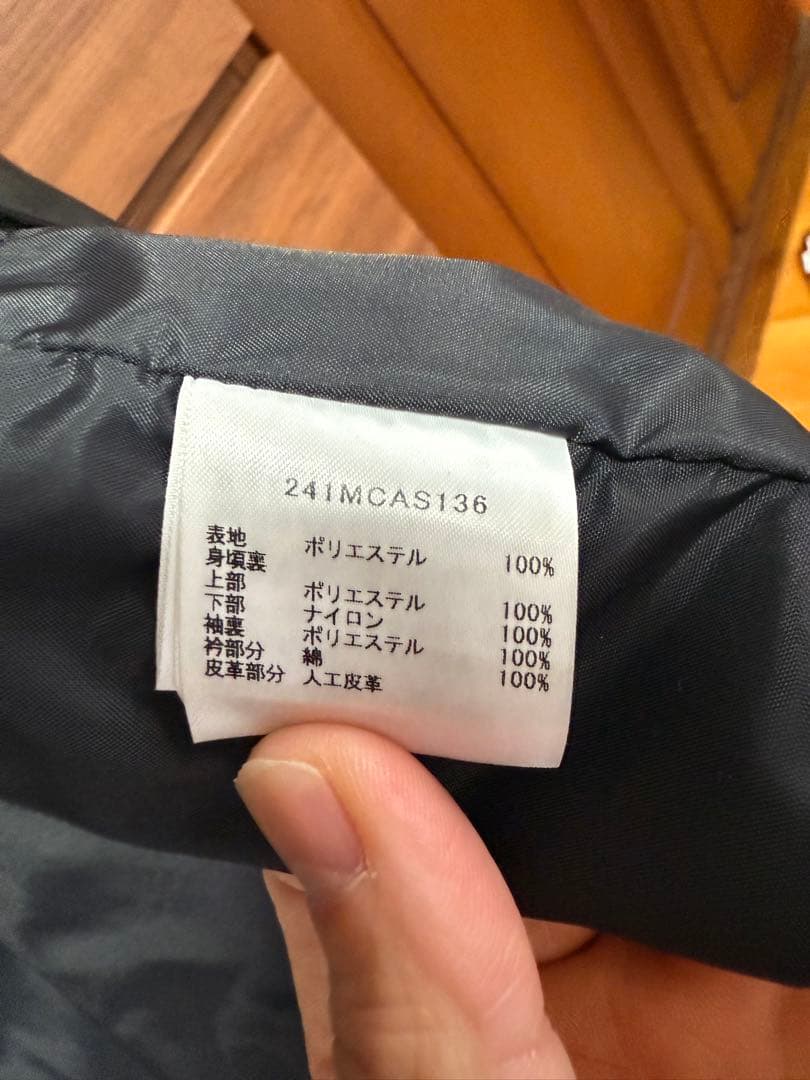 241MCAS136
表地 ポリエステル 100%
身頃裏
上部 ポリエステル 100%
下部 ナイロン 100%
袖裏 ポリエステル 100%
衿部分 綿 100%
皮革部分 人工皮革